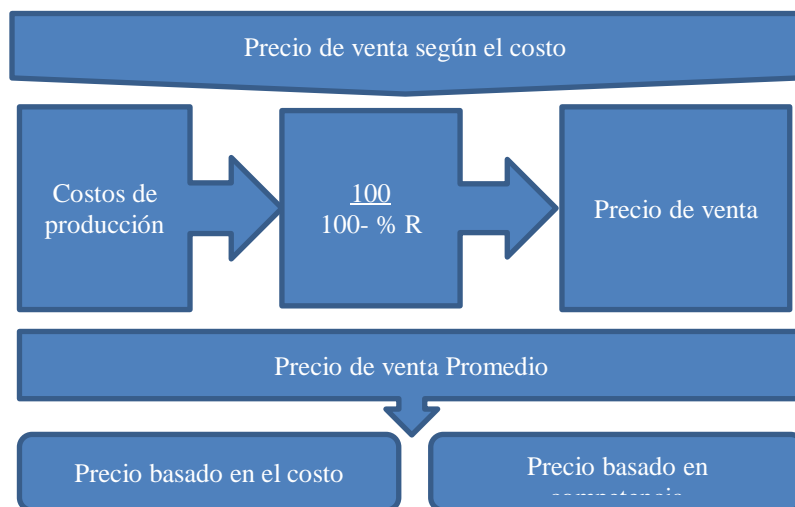 Precio de venta según el costo
Costos de
producción
100
100- % R
Precio de venta
Precio de venta Promedio
Precio basado en el costo
Precio basado en
competencia